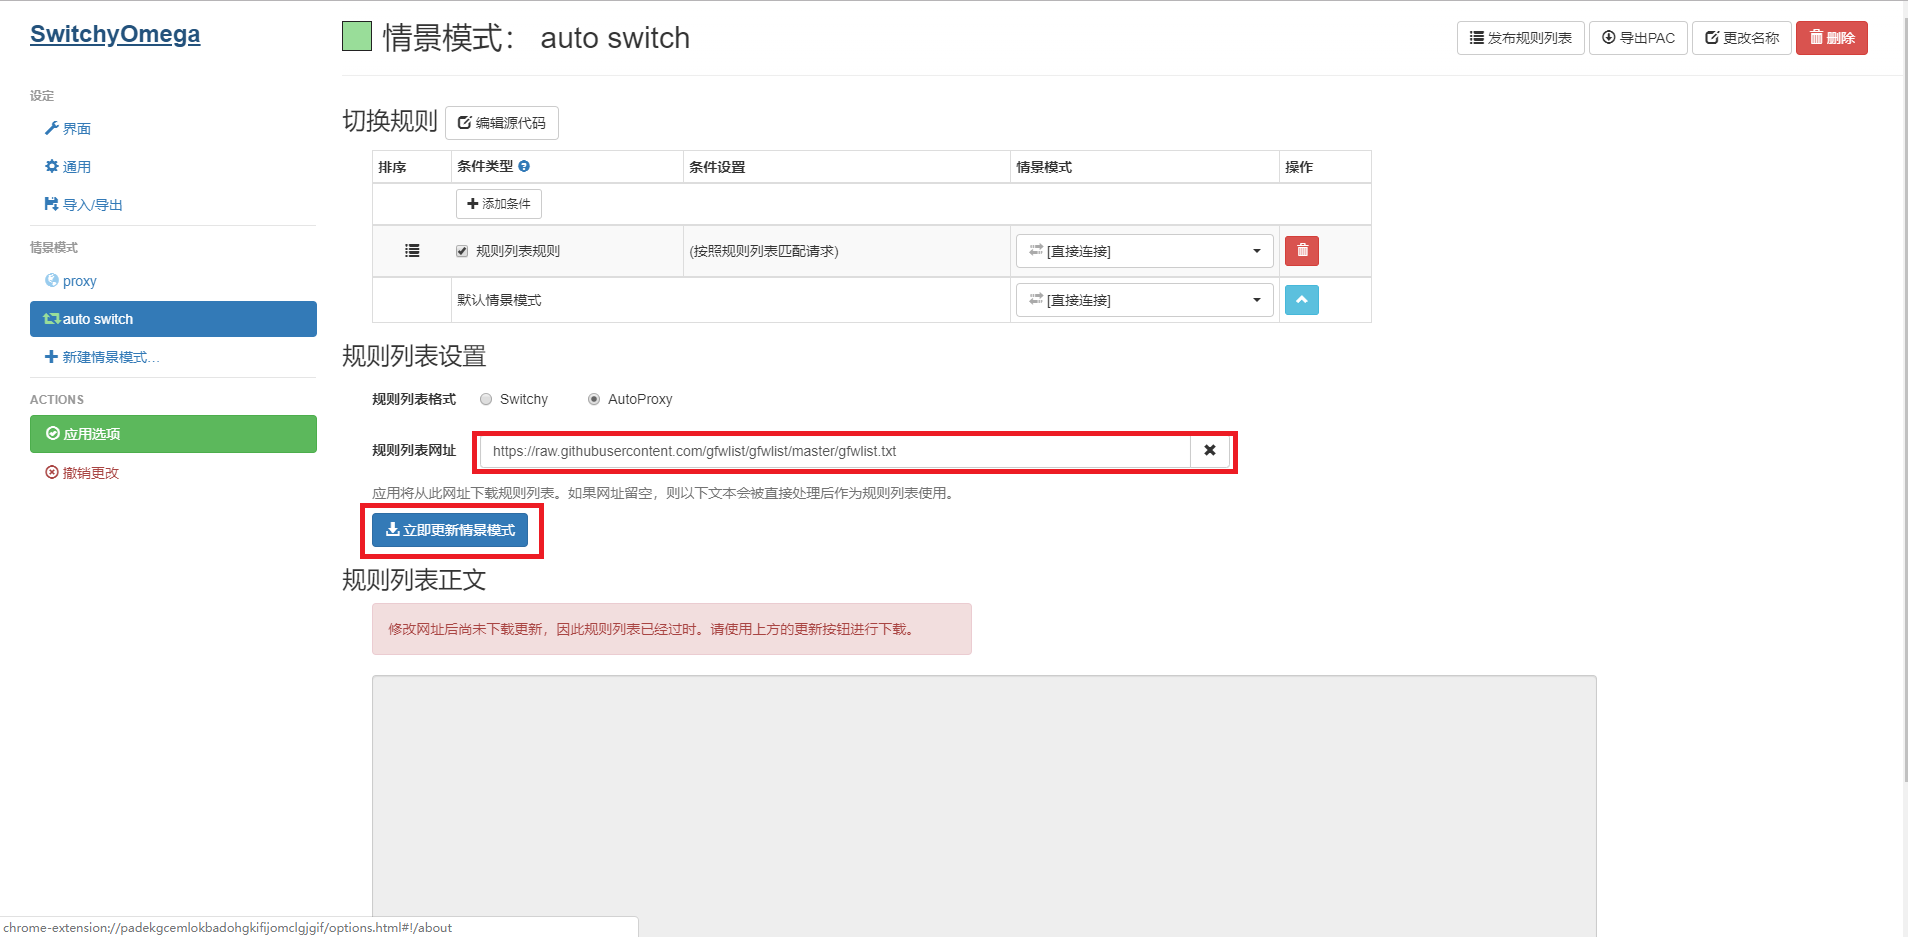 SwitchyOmega
情景模式： auto switch
发布规则列表 导出PAC 更改名称 删除
设定
界面
通用
导入/导出
情景模式
proxy
auto switch
新建情景模式…
ACTIONS
应用选项
撤销更改
切换规则 编辑源代码
排序 条件类型 条件设置 情景模式 操作
添加条件
规则列表规则 (按照规则列表匹配请求) [直接连接]
默认情景模式 [直接连接]
规则列表设置
规则列表格式 Switchy AutoProxy
规则列表网址 https://raw.githubusercontent.com/gfwlist/gfwlist/master/gfwlist.txt
应用将从此网址下载规则列表。如果网址留空，则以下文本会被直接处理后作为规则列表使用。
立即更新情景模式
规则列表正文
修改网址后尚未下载更新，因此规则列表已经过时。请使用上方的更新按钮进行下载。
chrome-extension://padekgcemlokbadohgkifijomclgjgif/options.html#!/about